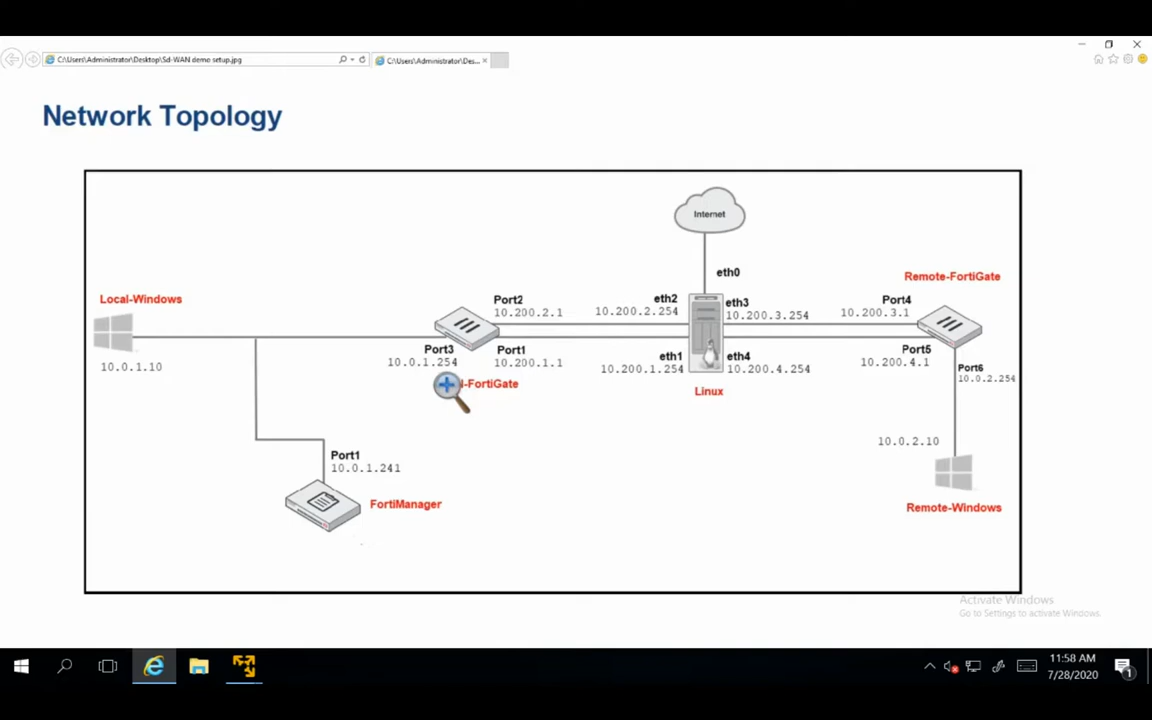 C:\Users\Administrator\Desktop\Sd-WAN demo setup.jpg
C:\Users\Administrator\Des...
Network Topology
Internet
eth0
Remote-FortiGate
Local-Windows
Port2
10.200.2.1
eth2
10.200.2.254
eth3
10.200.3.254
Port4
10.200.3.1
10.0.1.10
Port3
10.0.1.254
Port1
10.200.1.1
eth1
10.200.1.254
eth4
10.200.4.254
Port5
10.200.4.1
Port6
10.0.2.254
l-FortiGate
Linux
10.0.2.10
Port1
10.0.1.241
FortiManager
Remote-Windows
Activate Windows
Go to Settings to activate Windows.
11:58 AM
7/28/2020
1